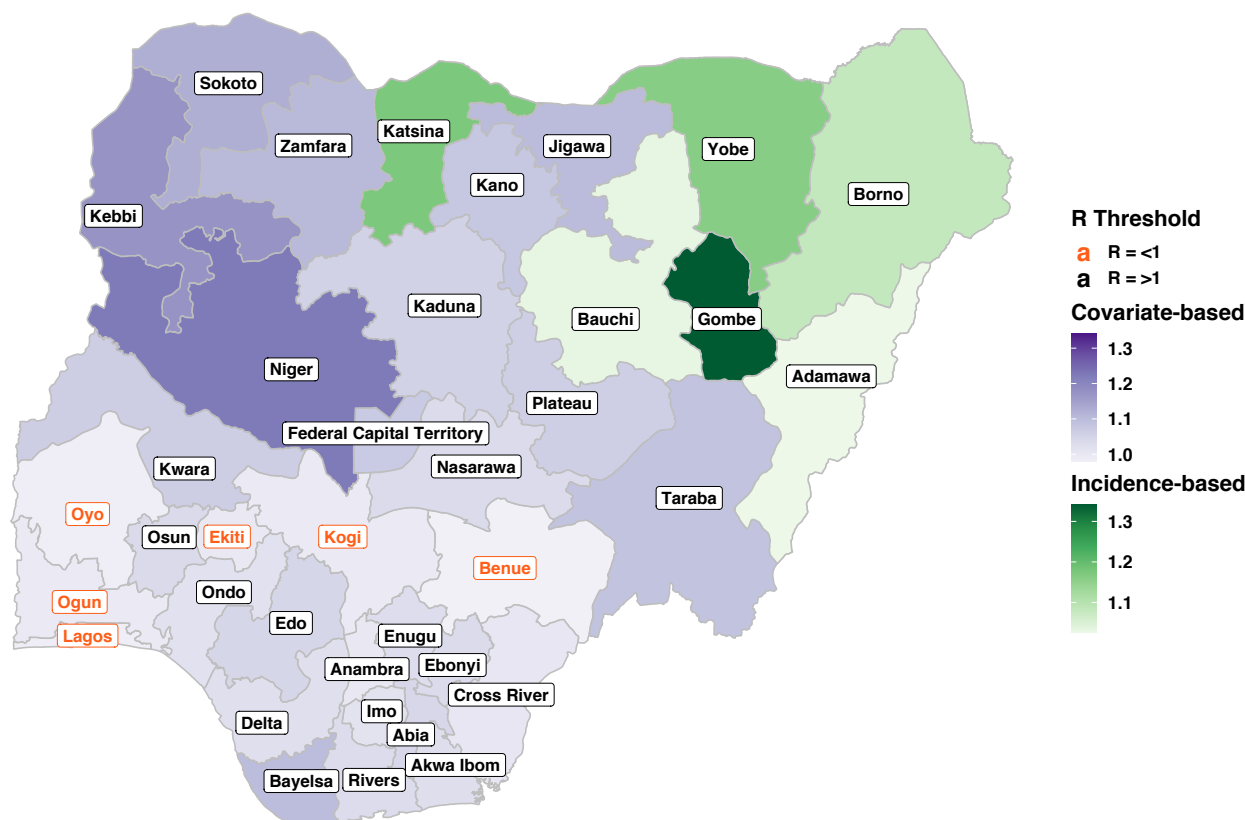 Sokoto
Katsina
Zamfara
Jigawa
Yobe
Kano
Borno
Kebbi
Kaduna
Bauchi
Gombe
Niger
Adamawa
Plateau
Federal Capital Territory
Kwara
Nasarawa
Taraba
Oyo
Osun
Ekiti
Kogi
Benue
Ondo
Ogun
Edo
Lagos
Enugu
Anambra
Ebonyi
Cross River
Imo
Delta
Abia
Akwa Ibom
Bayelsa
Rivers
R Threshold
a R = <1
a R = >1
Covariate-based
1.3
1.2
1.1
1.0
Incidence-based
1.3
1.2
1.1